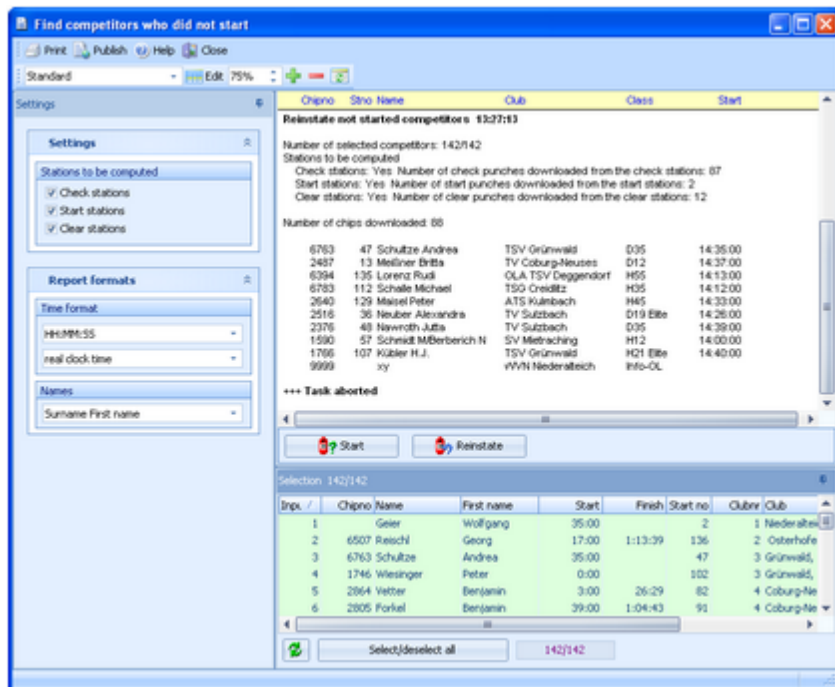 Find competitors who did not start
Print Publish Help Close
Standard Edit 75%
Settings
Settings
Stations to be computed
Check stations
Start stations
Clear stations
Report formats
Time format
HH:MM:SS
real clock time
Names
Surname First name
Chipno Stno Name Club Class Start
Reinstate not started competitors 13:27:13
Number of selected competitors: 142/142
Stations to be computed
Check stations: Yes Number of check punches downloaded from the check stations: 87
Start stations: Yes Number of start punches downloaded from the start stations: 2
Clear stations: Yes Number of clear punches downloaded from the clear stations: 12
Number of chips downloaded: 88
6763 47 Schultze Andrea TSV Grünwald D35 14:35:00
2487 13 Meißner Britta TV Coburg-Neuses D12 14:37:00
6394 135 Lorenz Rudi OLA TSV Deggendorf H55 14:13:00
6783 112 Schalle Michael TSG Creidlitz H35 14:12:00
2640 129 Maisel Peter ATS Kulmbach H45 14:33:00
2516 36 Neuber Alexandra TV Sulzbach D19 Elite 14:26:00
2376 48 Nawroth Jutta TV Sulzbach D35 14:39:00
1590 57 Schmidt M/Berberich N SV Mietraching H12 14:00:00
1766 107 Kübler H.J. TSV Grünwald H21 Elite 14:40:00
9999 xy WVN Niederalteich Info-OL
+++ Task aborted
Start Reinstate
Selection 142/142
Inpu. / Chipno Name First name Start Finish Start no Clubnr Club
1 Geier Wolfgang 35:00 2 1 Niederaltei
2 6507 Reischl Georg 17:00 1:13:39 136 2 Osterhofe
3 6763 Schultze Andrea 35:00 47 3 Grünwald,
4 1746 Wiesinger Peter 0:00 102 3 Grünwald,
5 2864 Vetter Benjamin 3:00 26:29 82 4 Coburg-Ne
6 2805 Forkel Benjamin 39:00 1:04:43 91 4 Coburg-Ne
Select/deselect all 142/142